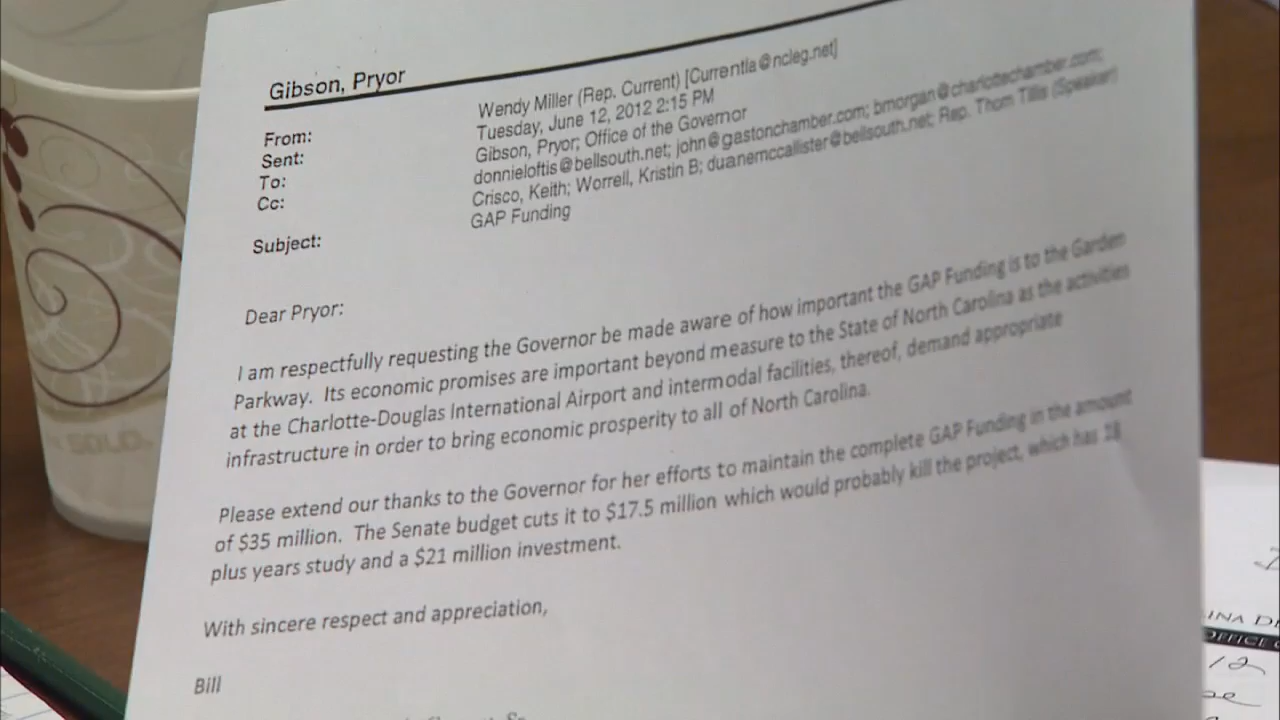 Gibson, Pryor
From: Wendy Miller (Rep. Current) [Currentla@ncleg.net]
Sent: Tuesday, June 12, 2012 2:15 PM
To: Gibson, Pryor; Office of the Governor
Cc: donnieloftis@bellsouth.net; john@gastonchamber.com; bmorgan@charlottechamber.com;
Crisco, Keith; Worrell, Kristin B; duanemccallister@bellsouth.net; Rep. Thom Tillis (Speaker)
Subject: GAP Funding
Dear Pryor:
I am respectfully requesting the Governor be made aware of how important the GAP Funding is to the Garden
Parkway. Its economic promises are important beyond measure to the State of North Carolina as the activities
at the Charlotte-Douglas International Airport and intermodal facilities, thereof, demand appropriate
infrastructure in order to bring economic prosperity to all of North Carolina.
Please extend our thanks to the Governor for her efforts to maintain the complete GAP Funding in the amount
of $35 million. The Senate budget cuts it to $17.5 million which would probably kill the project, which has 18
plus years study and a $21 million investment.
With sincere respect and appreciation,
Bill
SOLO
INA
OFFICE
12